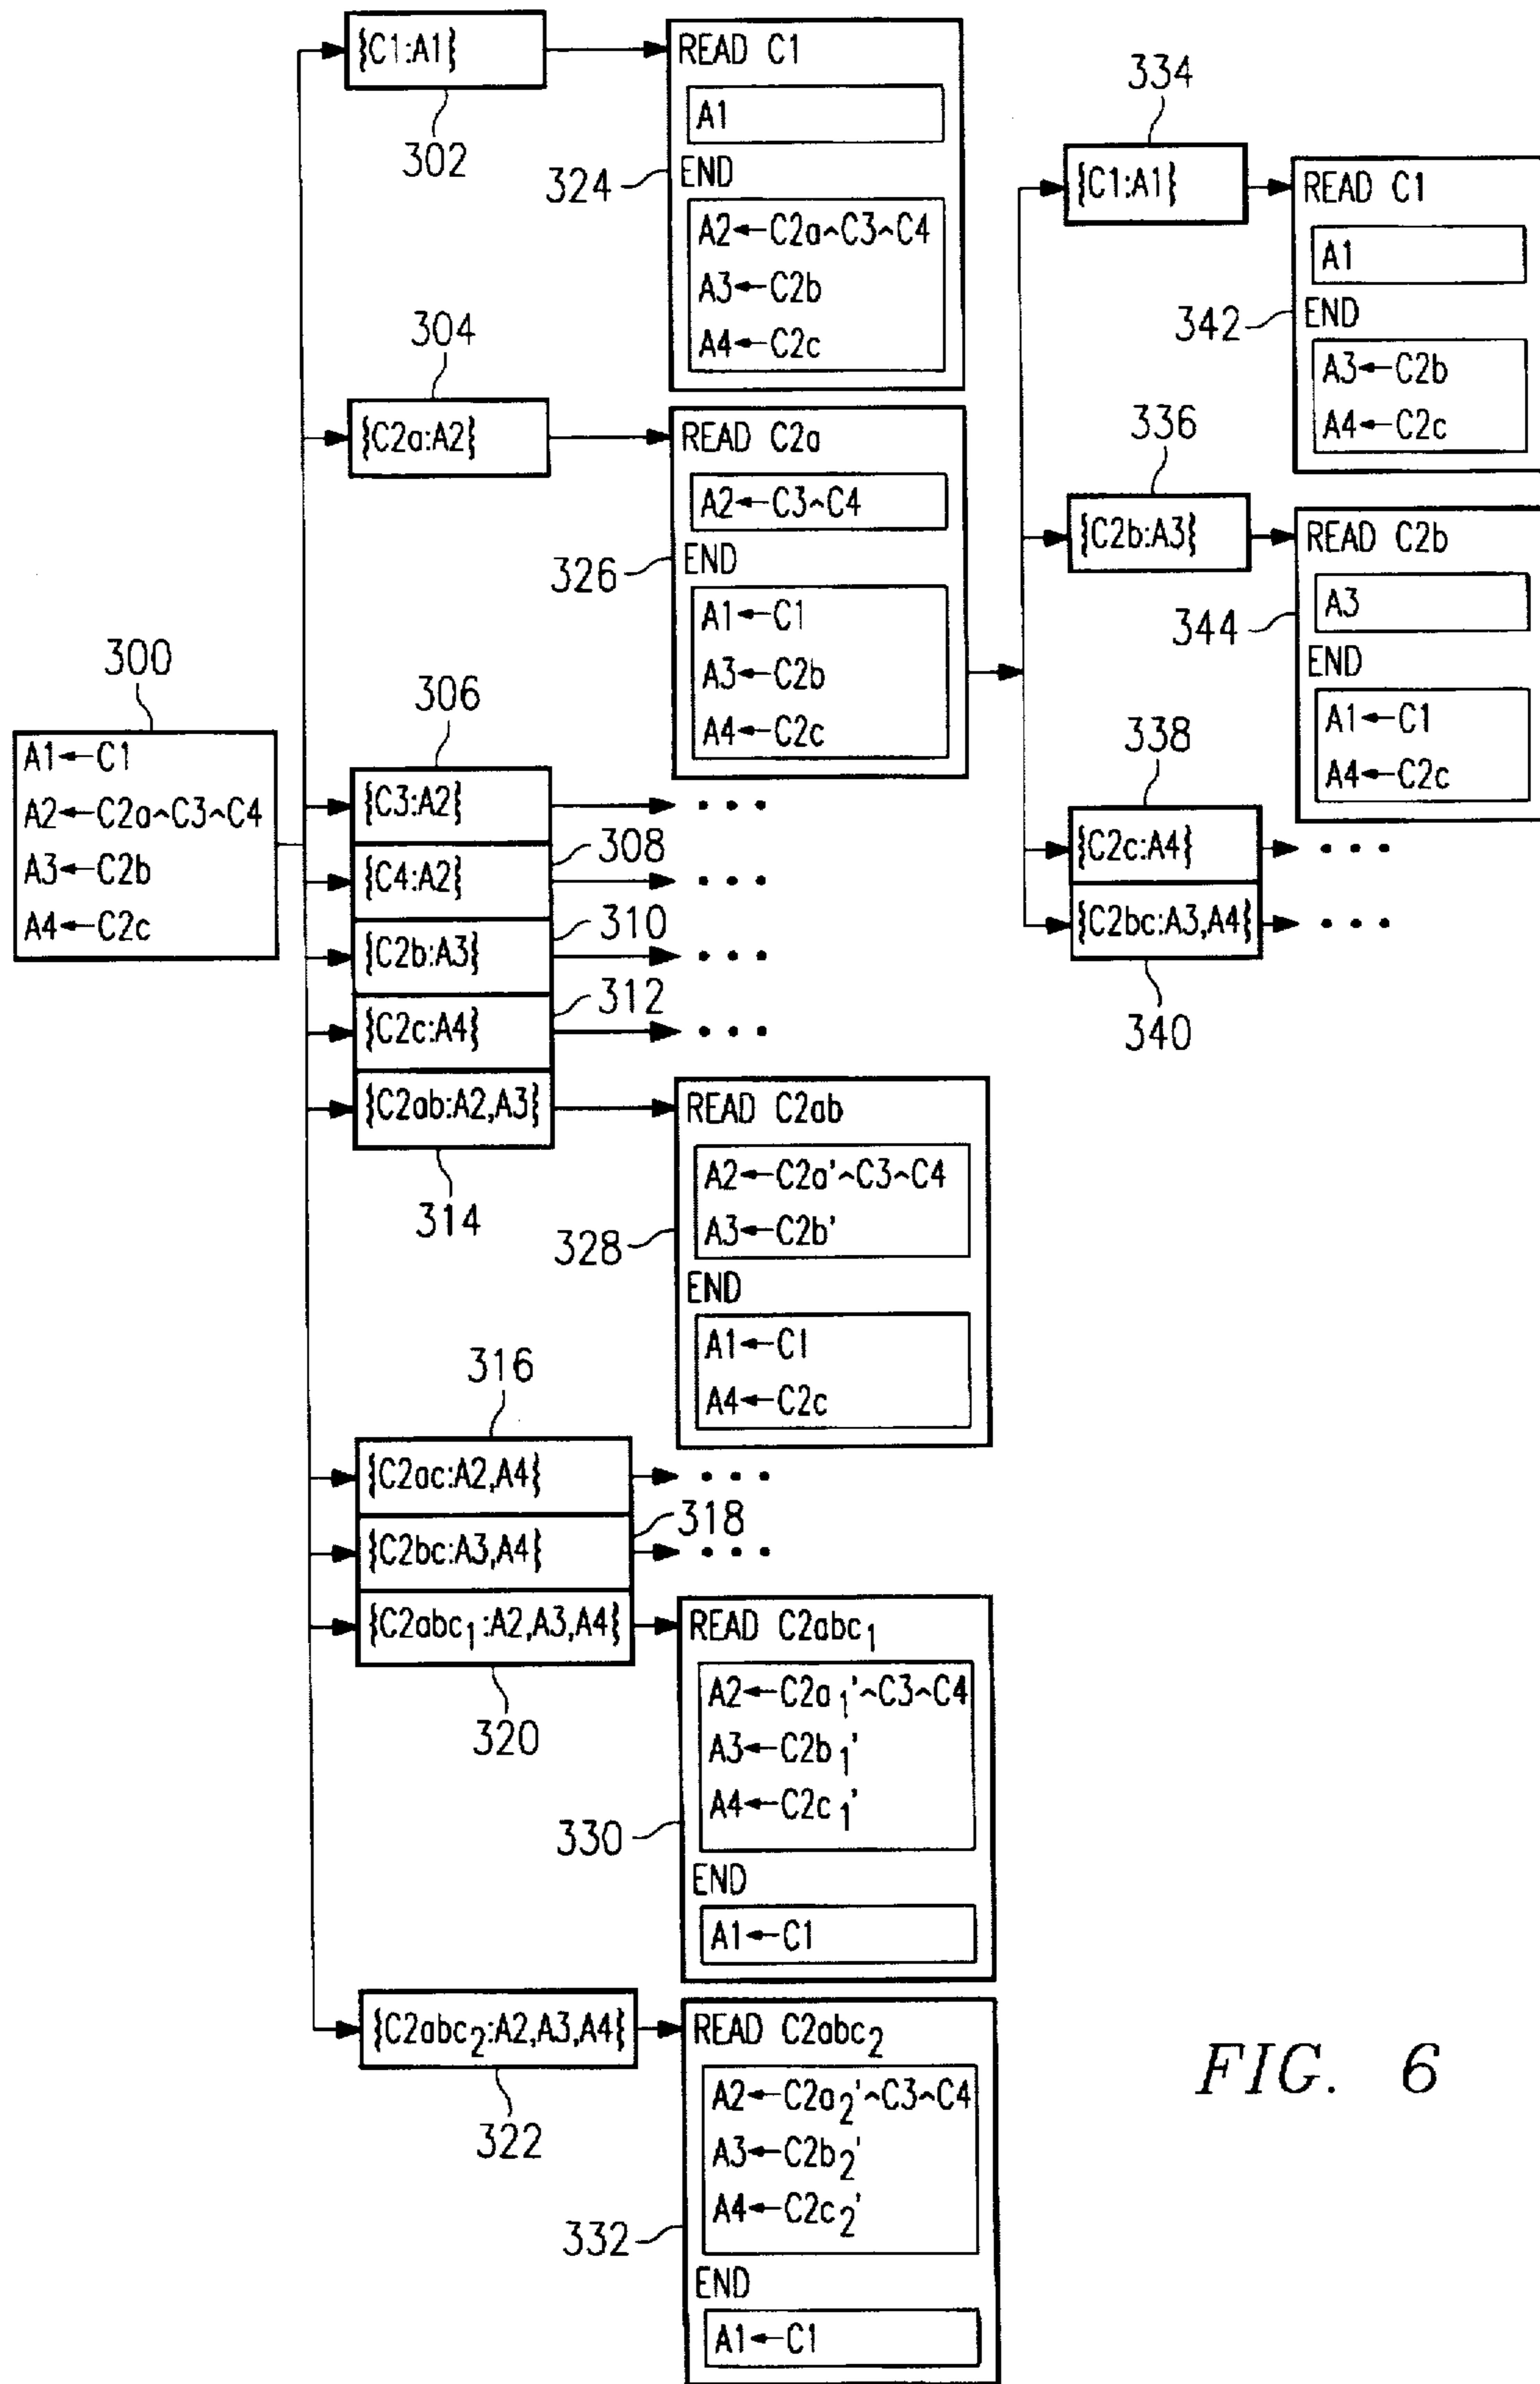 300
A1←C1
A2←C2a^C3^C4
A3←C2b
A4←C2c
{C1:A1}
302
READ C1
A1
END
324
A2←C2a^C3^C4
A3←C2b
A4←C2c
304
{C2a:A2}
READ C2a
A2←C3^C4
END
326
A1←C1
A3←C2b
A4←C2c
306
{C3:A2}
• • •
308
{C4:A2}
• • •
310
{C2b:A3}
• • •
312
{C2c:A4}
• • •
{C2ab:A2,A3}
314
READ C2ab
A2←C2a'^C3^C4
A3←C2b'
328
END
A1←C1
A4←C2c
316
{C2ac:A2,A4}
• • •
318
{C2bc:A3,A4}
• • •
{C2abc₁:A2,A3,A4}
320
READ C2abc₁
A2←C2a₁'^C3^C4
A3←C2b₁'
A4←C2c₁'
330
END
A1←C1
{C2abc₂:A2,A3,A4}
322
READ C2abc₂
A2←C2a₂'^C3^C4
A3←C2b₂'
A4←C2c₂'
332
END
A1←C1
334
{C1:A1}
READ C1
A1
END
342
A3←C2b
A4←C2c
336
{C2b:A3}
READ C2b
A3
344
END
A1←C1
A4←C2c
338
{C2c:A4}
• • •
{C2bc:A3,A4}
• • •
340
FIG. 6